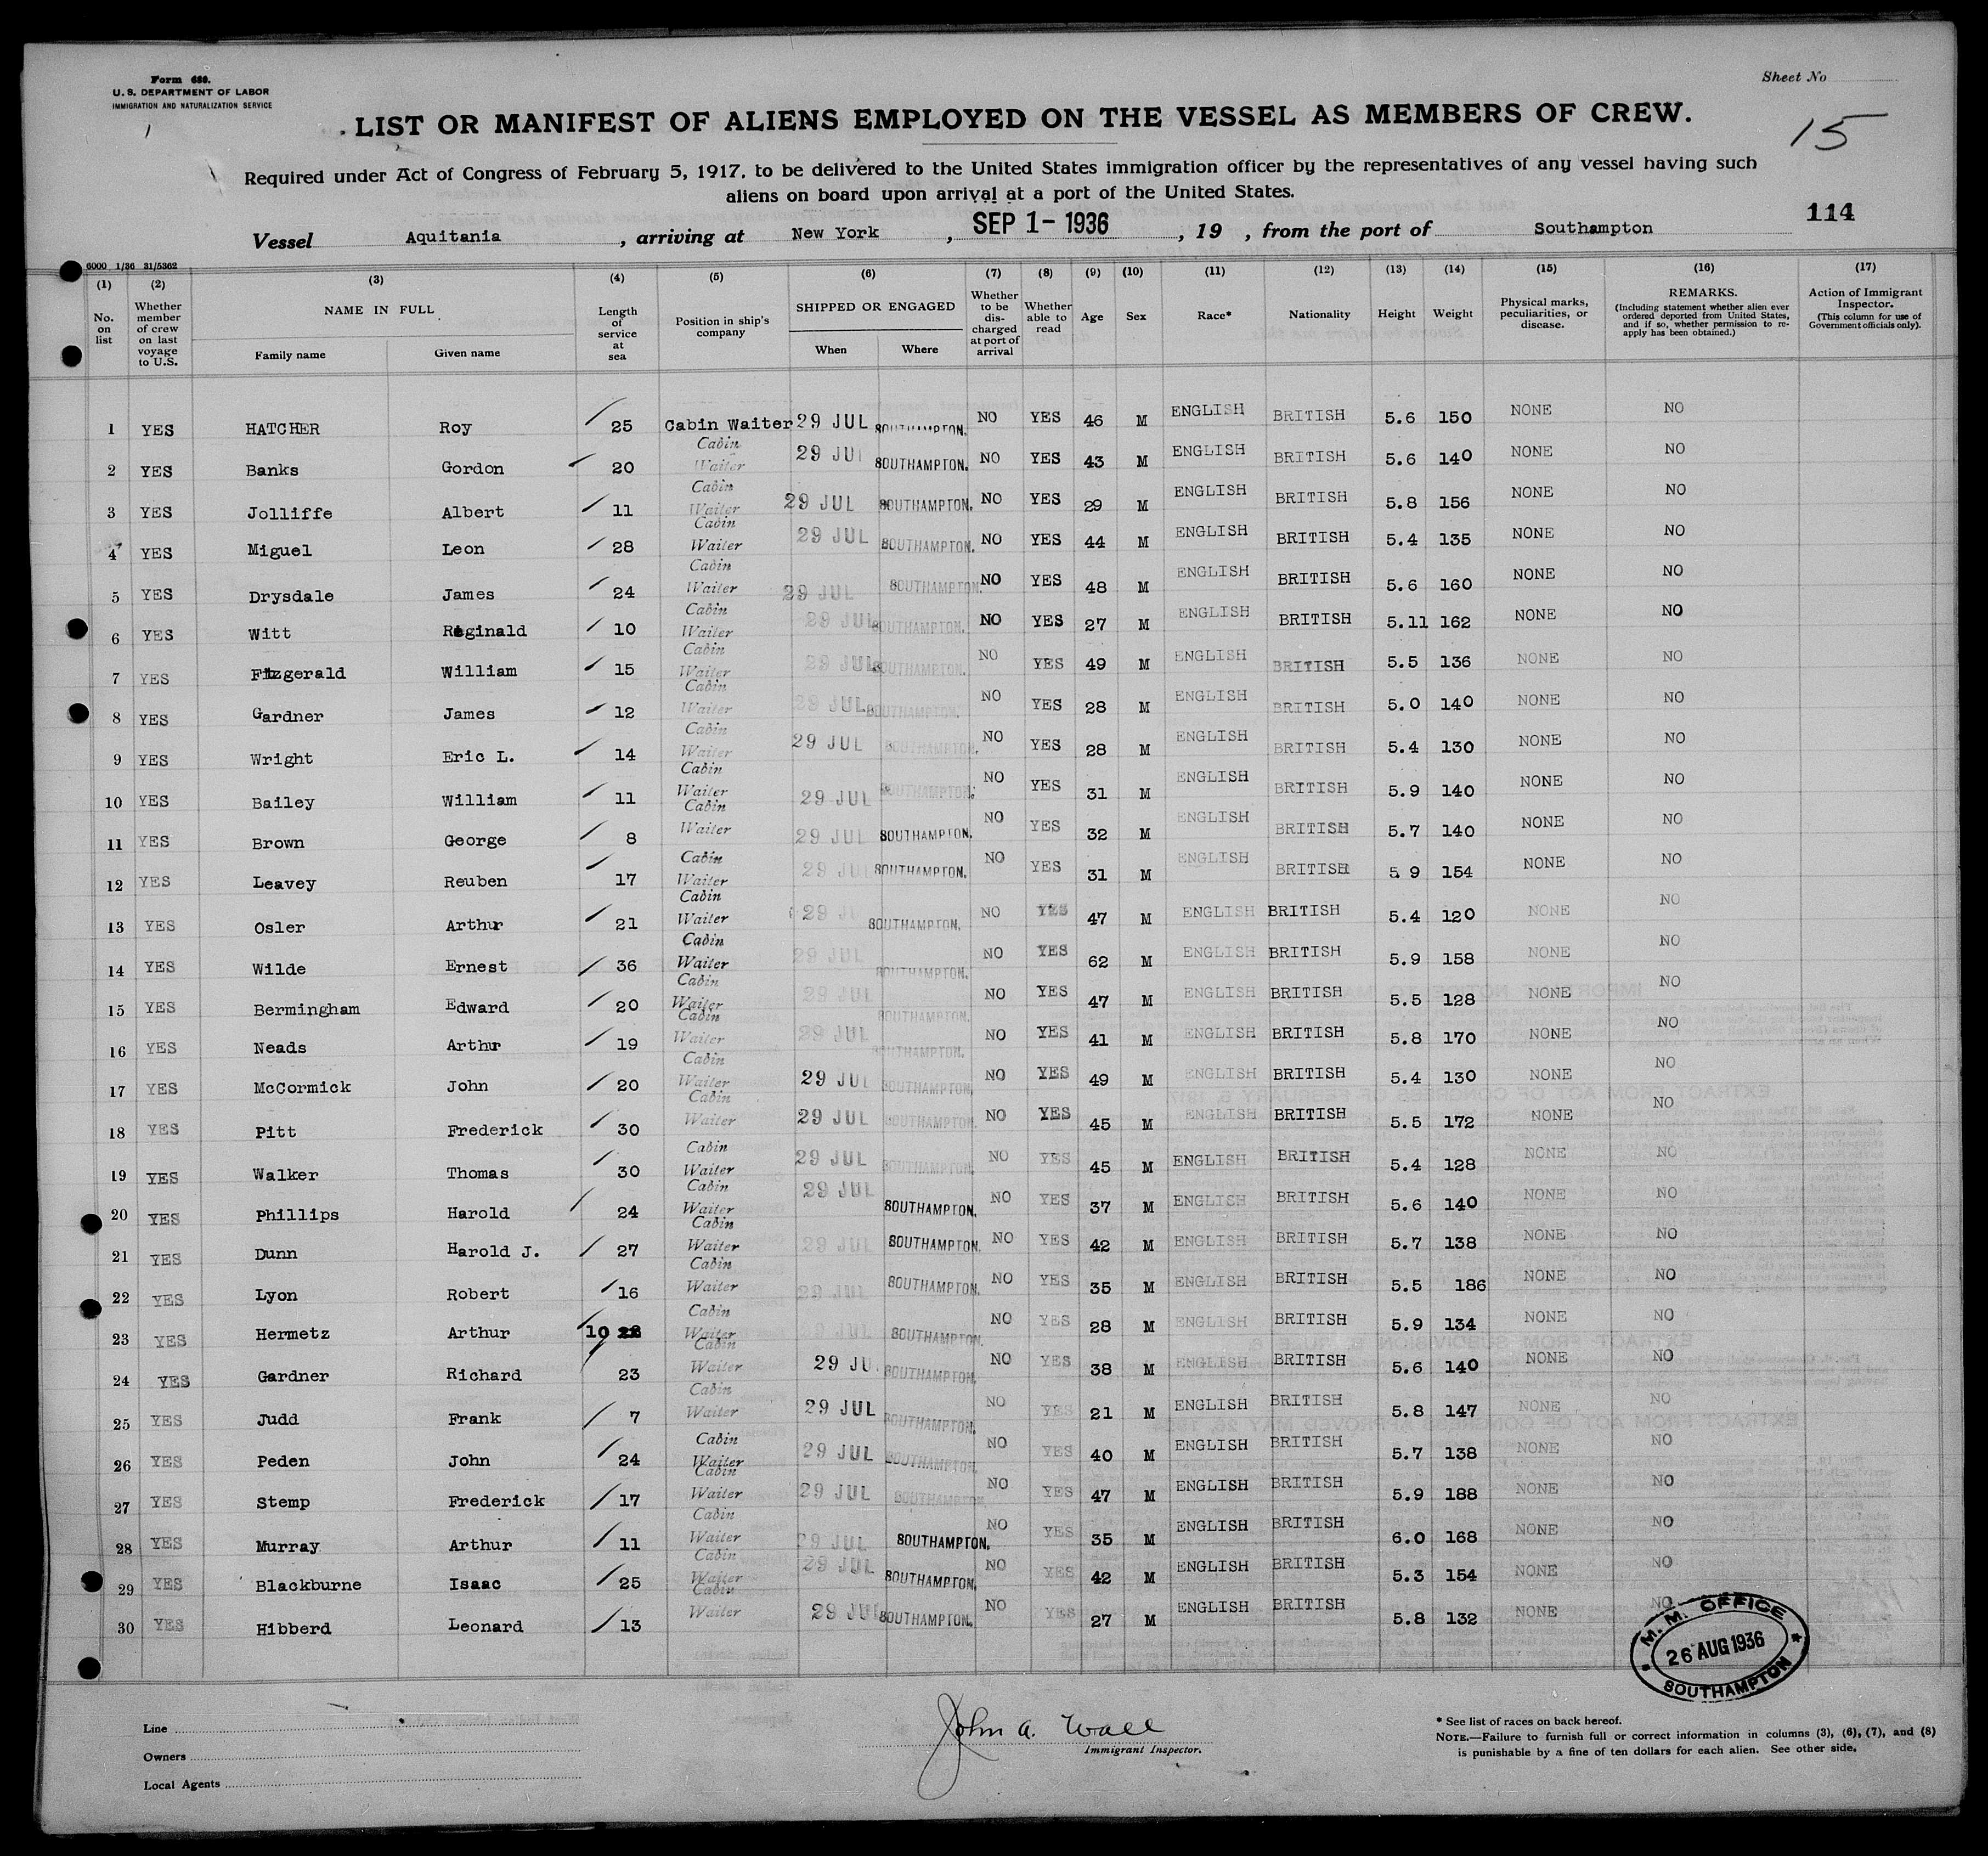 Form 689.
U. S. DEPARTMENT OF LABOR
IMMIGRATION AND NATURALIZATION SERVICE
Sheet No
LIST OR MANIFEST OF ALIENS EMPLOYED ON THE VESSEL AS MEMBERS OF CREW.
15
Required under Act of Congress of February 5, 1917, to be delivered to the United States immigration officer by the representatives of any vessel having such
aliens on board upon arrival at a port of the United States.
114
Vessel Aquitania, arriving at New York, SEP 1 - 1936, 19 , from the port of Southampton
6000 1/36 31/5362
(1) (2) (3) (4) (5) (6) (7) (8) (9) (10) (11) (12) (13) (14) (15) (16) (17)
No. on list
Whether member of crew on last voyage to U.S.
NAME IN FULL
Family name
Given name
Length of service at sea
Position in ship's company
SHIPPED OR ENGAGED
When
Where
Whether to be discharged at port of arrival
Whether able to read
Age
Sex
Race*
Nationality
Height
Weight
Physical marks, peculiarities, or disease.
REMARKS.
(Including statement whether alien ever ordered deported from United States, and if so, whether permission to reapply has been obtained.)
Action of Immigrant Inspector.
(This column for use of Government officials only).
1 YES HATCHER Roy 25 Cabin Waiter 29 JUL SOUTHAMPTON. NO YES 46 M ENGLISH BRITISH 5.6 150 NONE NO
2 YES Banks Gordon 20 Cabin Waiter 29 JUL SOUTHAMPTON. NO YES 43 M ENGLISH BRITISH 5.6 140 NONE NO
3 YES Jolliffe Albert 11 Cabin Waiter 29 JUL SOUTHAMPTON. NO YES 29 M ENGLISH BRITISH 5.8 156 NONE NO
4 YES Miguel Leon 28 Cabin Waiter 29 JUL SOUTHAMPTON. NO YES 44 M ENGLISH BRITISH 5.4 135 NONE NO
5 YES Drysdale James 24 Cabin Waiter 29 JUL SOUTHAMPTON. NO YES 48 M ENGLISH BRITISH 5.6 160 NONE NO
6 YES Witt Reginald 10 Cabin Waiter 29 JUL SOUTHAMPTON. NO YES 27 M ENGLISH BRITISH 5.11 162 NONE NO
7 YES Fitzgerald William 15 Cabin Waiter 29 JUL SOUTHAMPTON. NO YES 49 M ENGLISH BRITISH 5.5 136 NONE NO
8 YES Gardner James 12 Cabin Waiter 29 JUL SOUTHAMPTON. NO YES 28 M ENGLISH BRITISH 5.0 140 NONE NO
9 YES Wright Eric L. 14 Cabin Waiter 29 JUL SOUTHAMPTON. NO YES 28 M ENGLISH BRITISH 5.4 130 NONE NO
10 YES Bailey William 11 Cabin Waiter 29 JUL SOUTHAMPTON. NO YES 31 M ENGLISH BRITISH 5.9 140 NONE NO
11 YES Brown George 8 Cabin Waiter 29 JUL SOUTHAMPTON. NO YES 32 M ENGLISH BRITISH 5.7 140 NONE NO
12 YES Leavey Reuben 17 Cabin Waiter 29 JUL SOUTHAMPTON. NO YES 31 M ENGLISH BRITISH 5 9 154 NONE NO
13 YES Osler Arthur 21 Cabin Waiter 29 JUL SOUTHAMPTON. NO YES 47 M ENGLISH BRITISH 5.4 120 NONE NO
14 YES Wilde Ernest 36 Cabin Waiter 29 JUL SOUTHAMPTON. NO YES 62 M ENGLISH BRITISH 5.9 158 NONE NO
15 YES Bermingham Edward 20 Cabin Waiter 29 JUL SOUTHAMPTON. NO YES 47 M ENGLISH BRITISH 5.5 128 NONE NO
16 YES Neads Arthur 19 Cabin Waiter 29 JUL SOUTHAMPTON. NO YES 41 M ENGLISH BRITISH 5.8 170 NONE NO
17 YES McCormick John 20 Cabin Waiter 29 JUL SOUTHAMPTON. NO YES 49 M ENGLISH BRITISH 5.4 130 NONE NO
18 YES Pitt Frederick 30 Cabin Waiter 29 JUL SOUTHAMPTON. NO YES 45 M ENGLISH BRITISH 5.5 172 NONE NO
19 YES Walker Thomas 30 Cabin Waiter 29 JUL SOUTHAMPTON. NO YES 45 M ENGLISH BRITISH 5.4 128 NONE NO
20 YES Phillips Harold 24 Cabin Waiter 29 JUL SOUTHAMPTON. NO YES 37 M ENGLISH BRITISH 5.6 140 NONE NO
21 YES Dunn Harold J. 27 Cabin Waiter 29 JUL SOUTHAMPTON. NO YES 42 M ENGLISH BRITISH 5.7 138 NONE NO
22 YES Lyon Robert 16 Cabin Waiter 29 JUL SOUTHAMPTON. NO YES 35 M ENGLISH BRITISH 5.5 186 NONE NO
23 YES Hermetz Arthur 10 Cabin Waiter 29 JUL SOUTHAMPTON. NO YES 28 M ENGLISH BRITISH 5.9 134 NONE NO
24 YES Gardner Richard 23 Cabin Waiter 29 JU SOUTHAMPTON. NO YES 38 M ENGLISH BRITISH 5.6 140 NONE NO
25 YES Judd Frank 7 Cabin Waiter 29 JUL SOUTHAMPTON. NO YES 21 M ENGLISH BRITISH 5.8 147 NONE NO
26 YES Peden John 24 Cabin Waiter 29 JUL SOUTHAMPTON. NO YES 40 M ENGLISH BRITISH 5.7 138 NONE NO
27 YES Stemp Frederick 17 Cabin Waiter 29 JUL SOUTHAMPTON. NO YES 47 M ENGLISH BRITISH 5.9 188 NONE NO
28 YES Murray Arthur 11 Cabin Waiter 29 JUL SOUTHAMPTON. NO YES 35 M ENGLISH BRITISH 6.0 168 NONE NO
29 YES Blackburne Isaac 25 Cabin Waiter 29 JUL SOUTHAMPTON. NO YES 42 M ENGLISH BRITISH 5.3 154 NONE NO
30 YES Hibberd Leonard 13 Cabin Waiter 29 JUL SOUTHAMPTON. NO YES 27 M ENGLISH BRITISH 5.8 132 NONE NO
M. M. OFFICE
26 AUG 1936
SOUTHAMPTON
Line
Owners
Local Agents
John A. Wall
Immigrant Inspector.
* See list of races on back hereof.
NOTE.—Failure to furnish full or correct information in columns (3), (6), (7), and (8)
is punishable by a fine of ten dollars for each alien. See other side.